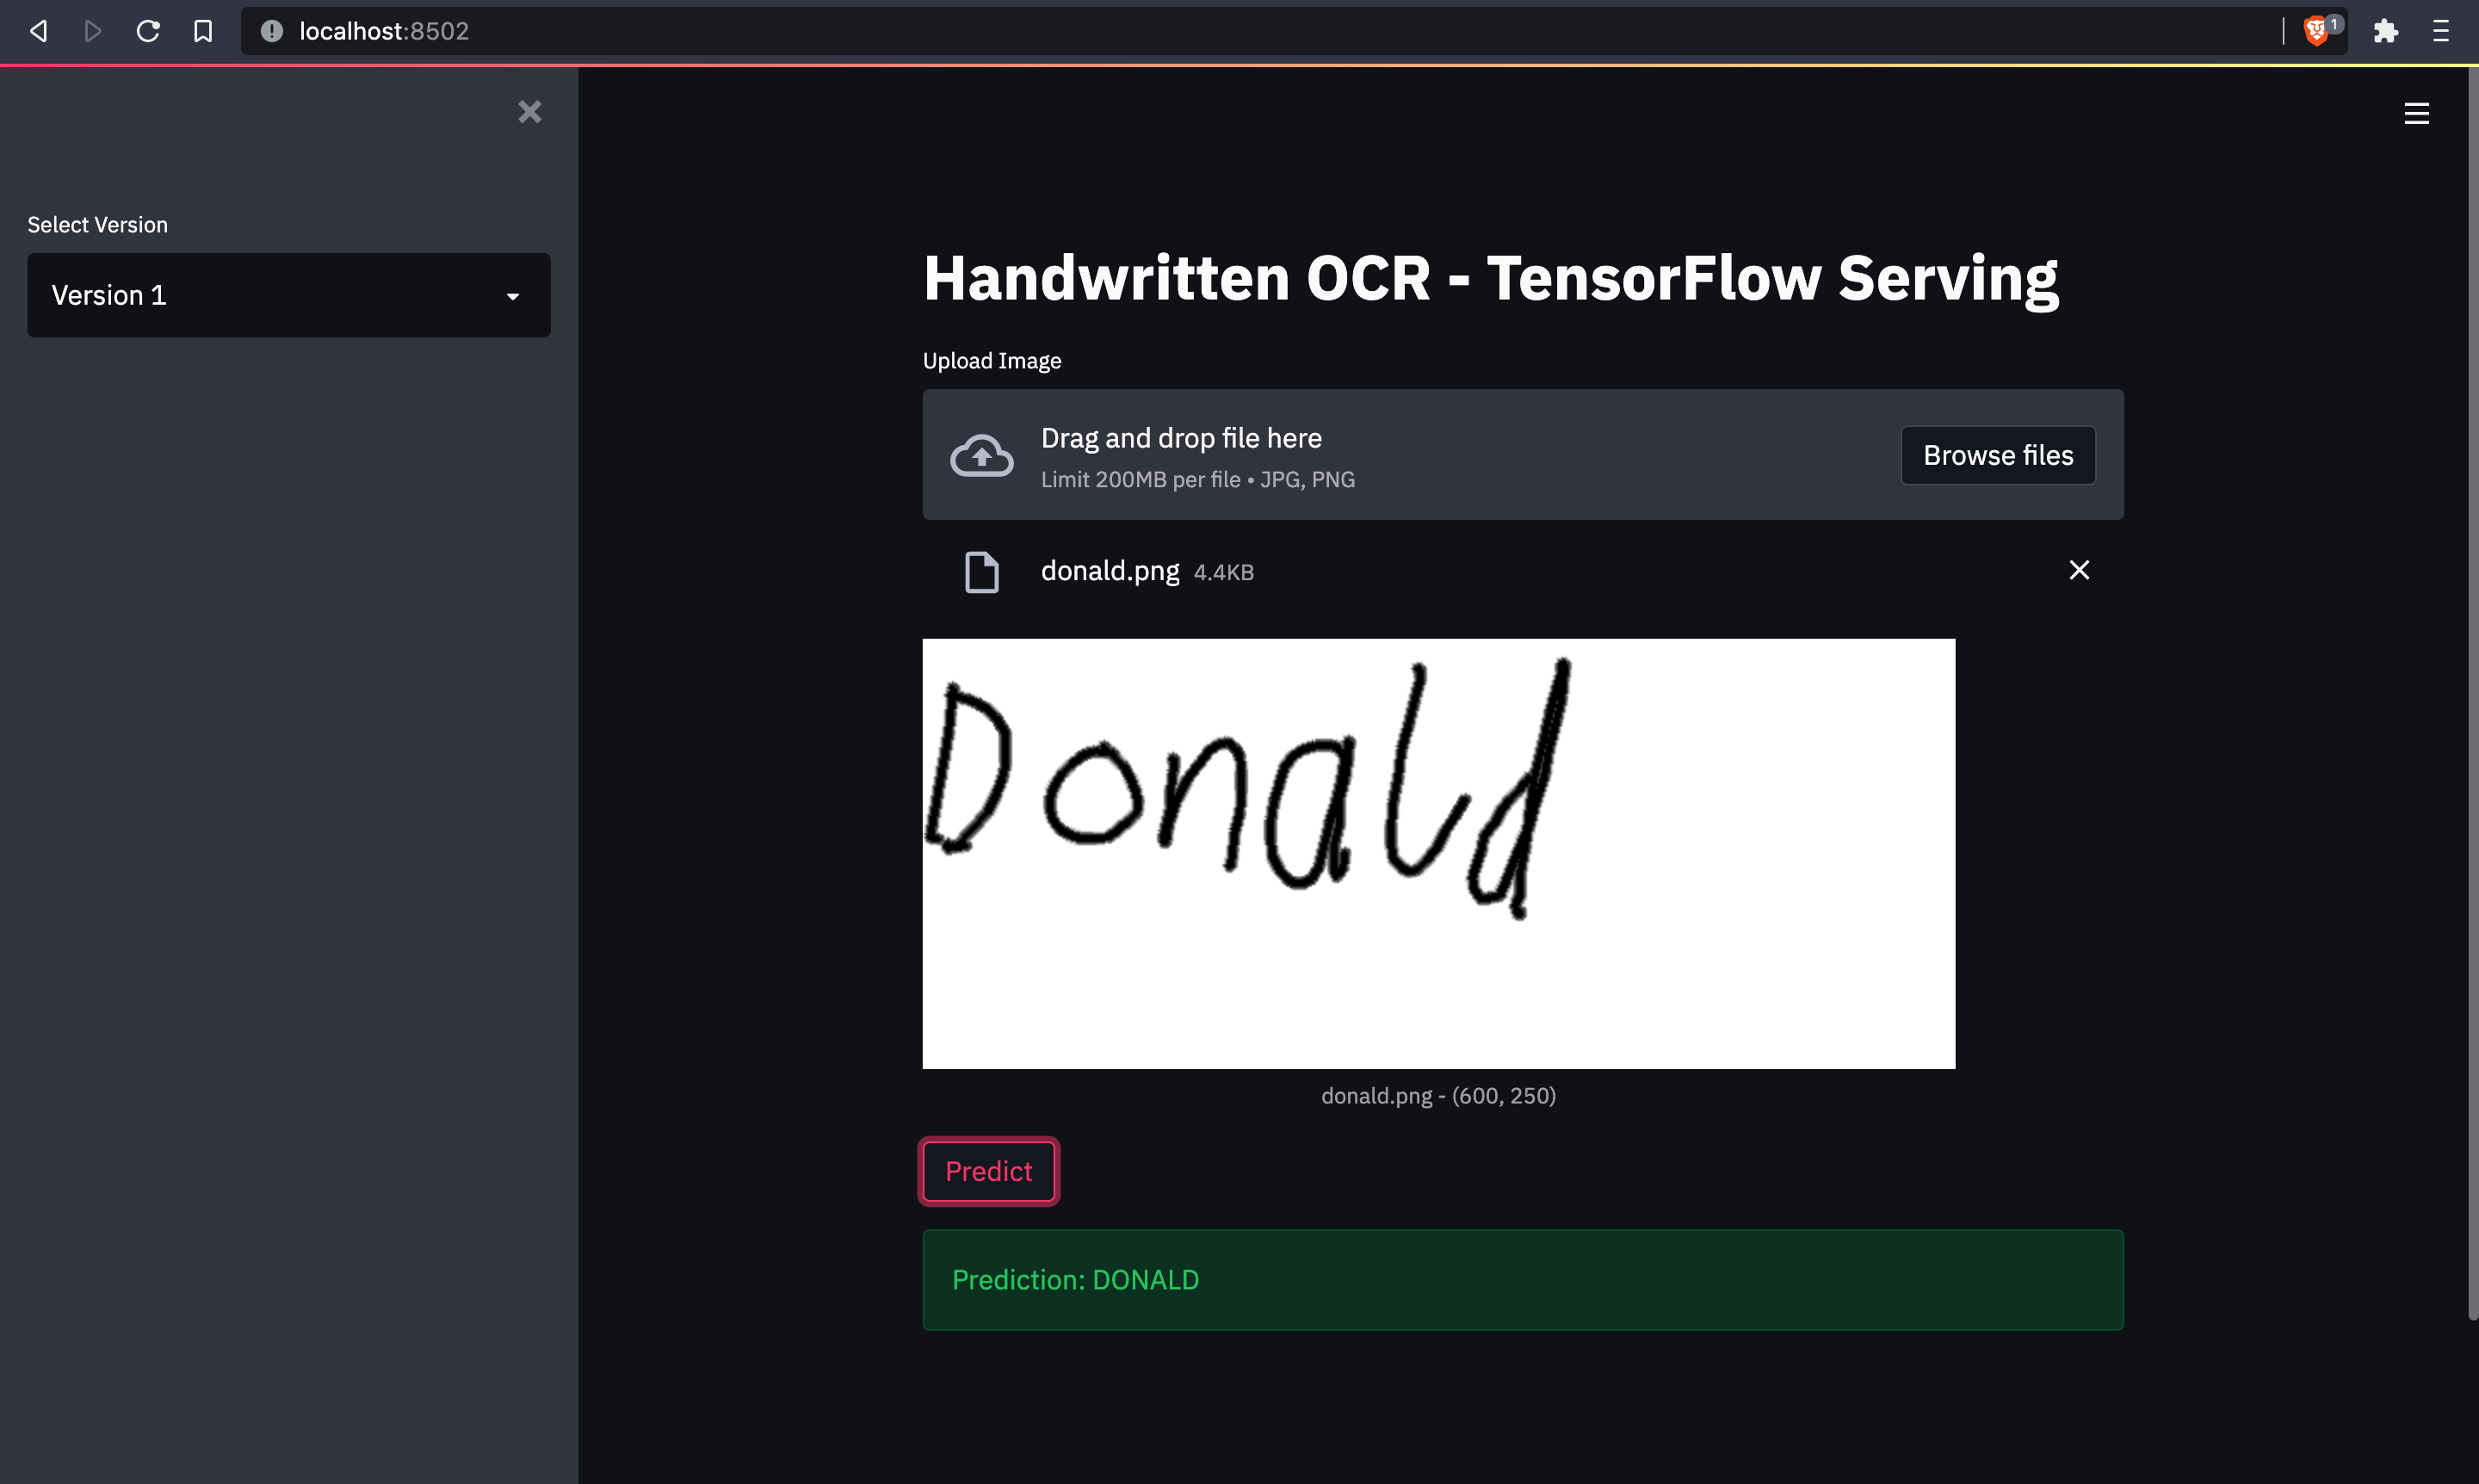 localhost:8502
1
Select Version
Version 1
Handwritten OCR - TensorFlow Serving
Upload Image
Drag and drop file here
Limit 200MB per file • JPG, PNG
Browse files
donald.png 4.4KB
Donald
donald.png - (600, 250)
Predict
Prediction: DONALD